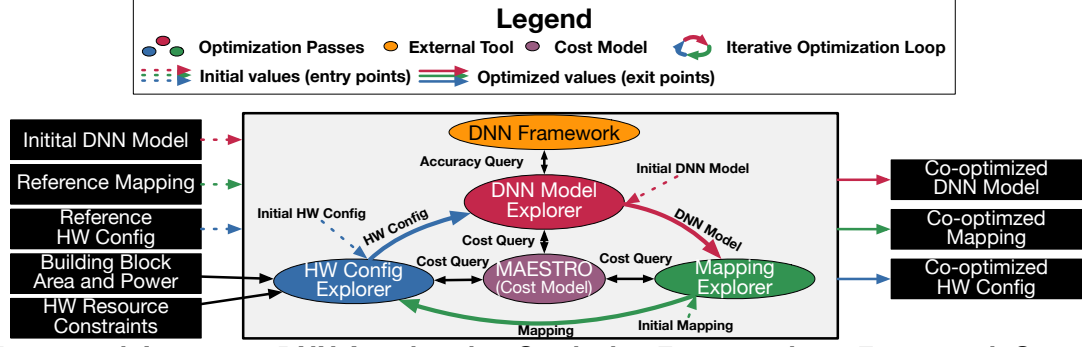 Legend
Optimization Passes
External Tool
Cost Model
Iterative Optimization Loop
Initial values (entry points)
Optimized values (exit points)
Initital DNN Model
Reference Mapping
Reference
HW Config
Building Block
Area and Power
HW Resource
Constraints
DNN Framework
Accuracy Query
DNN Model
Explorer
Initial DNN Model
Initial HW Config
HW Config
DNN Model
Cost Query
Cost Query
Cost Query
HW Config
Explorer
MAESTRO
(Cost Model)
Mapping
Explorer
Mapping
Initial Mapping
Co-optimized
DNN Model
Co-optimzed
Mapping
Co-optimized
HW Config